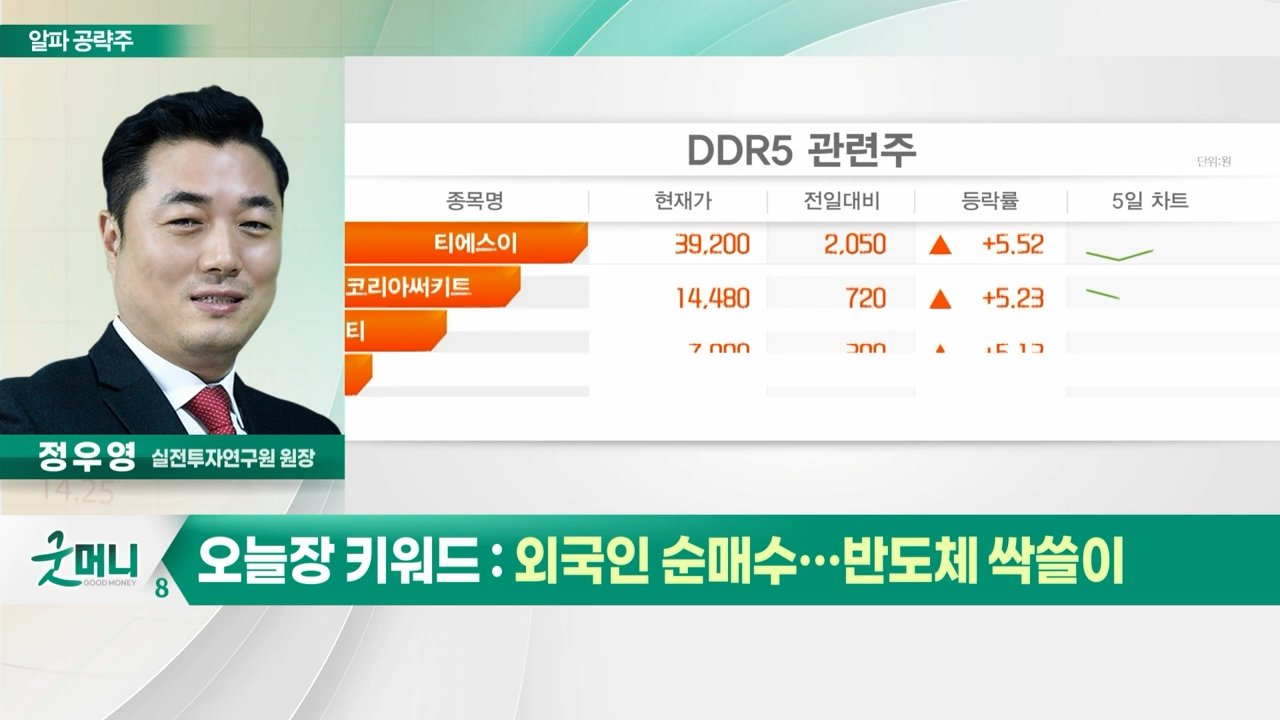 알파 공략주
DDR5 관련주
단위:원
종목명 현재가 전일대비 등락률 5일 차트
티에스이 39,200 2,050 ▲ +5.52
코리아써키트 14,480 720 ▲ +5.23
티
정우영 실전투자연구원 원장
14.25
굿머니
GOOD MONEY
8
오늘장 키워드 : 외국인 순매수…반도체 싹쓸이